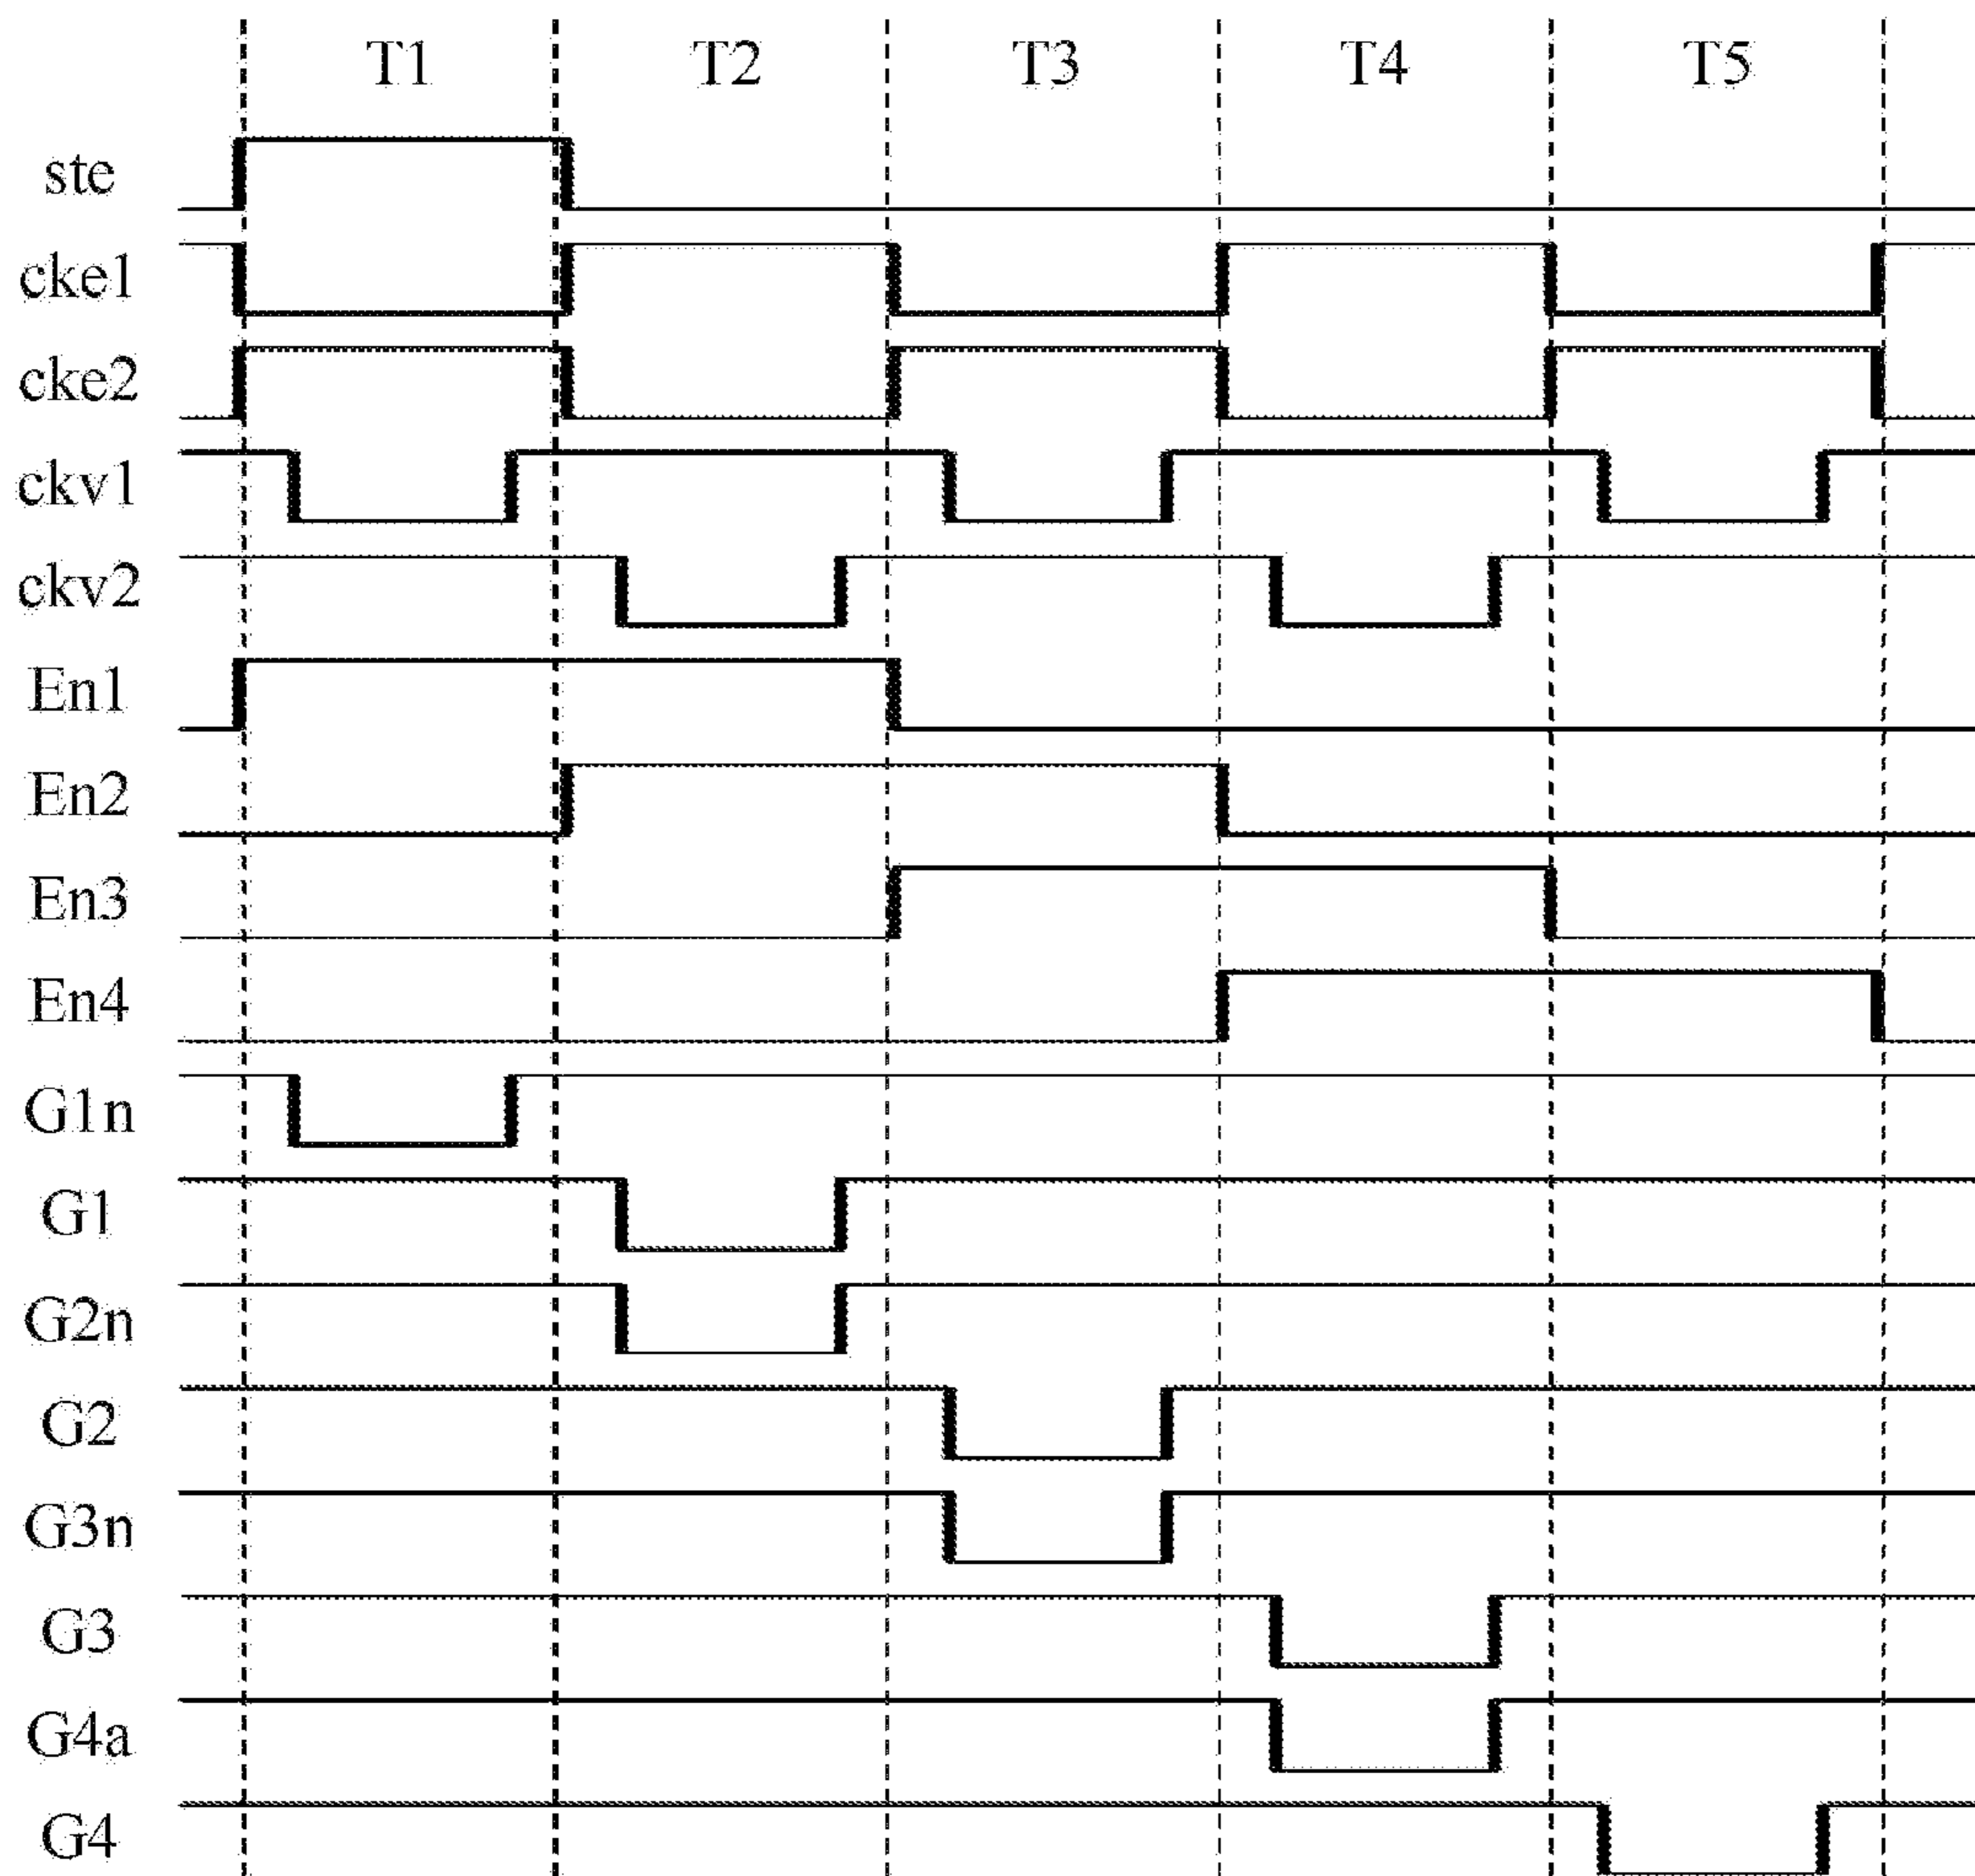 T1 T2 T3 T4 T5
ste
cke1
cke2
ckv1
ckv2
En1
En2
En3
En4
G1n
G1
G2n
G2
G3n
G3
G4a
G4